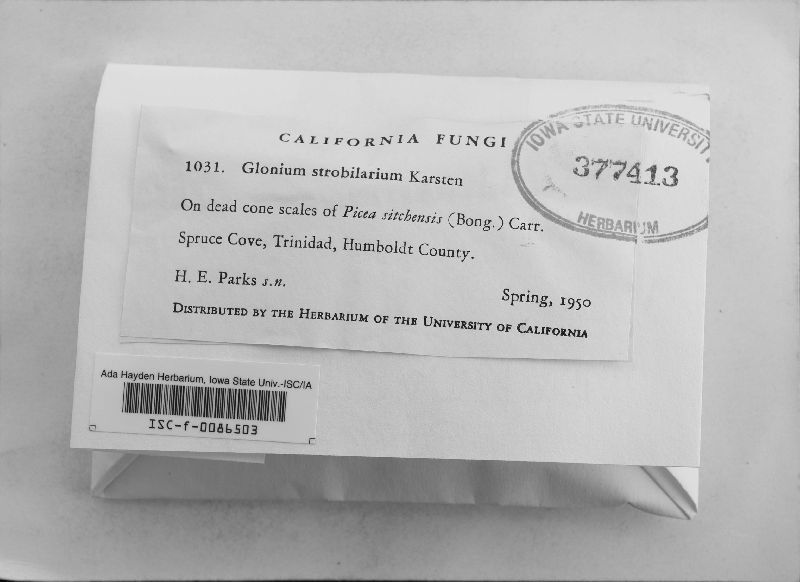 CALIFORNIA FUNGI
IOWA STATE UNIVERSITY
377413
HERBARIUM
1031. Glonium strobilarium Karsten
On dead cone scales of Picea sitchensis (Bong.) Carr.
Spruce Cove, Trinidad, Humboldt County.
H. E. Parks s.n.
Spring, 1950
DISTRIBUTED BY THE HERBARIUM OF THE UNIVERSITY OF CALIFORNIA
Ada Hayden Herbarium, Iowa State Univ.-ISC/IA
ISC-f-0086503